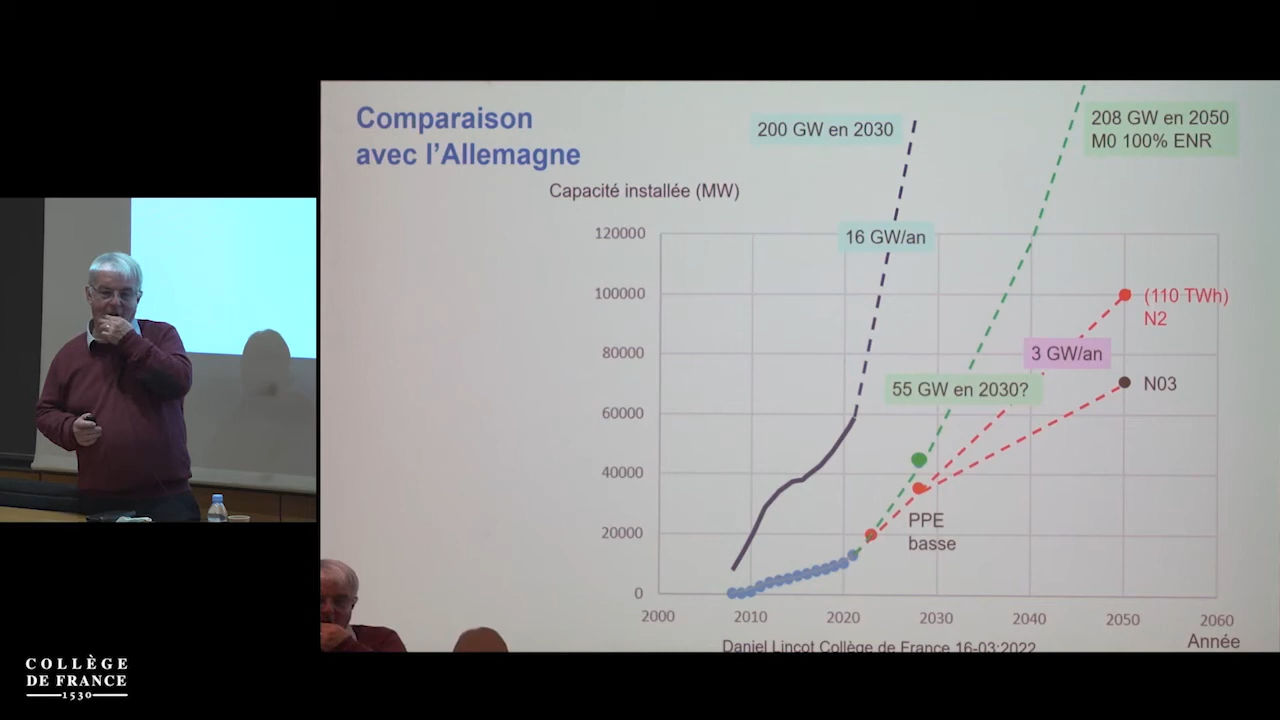 Comparaison
avec l'Allemagne
200 GW en 2030
208 GW en 2050
M0 100% ENR
Capacité installée (MW)
16 GW/an
120000
100000
80000
60000
40000
20000
0
(110 TWh)
N2
3 GW/an
N03
55 GW en 2030?
PPE
basse
2000
2010
2020
2030
2040
2050
2060
Année
Daniel Lincot Collège de France 16-03:2022
COLLÈGE
DE FRANCE
1530